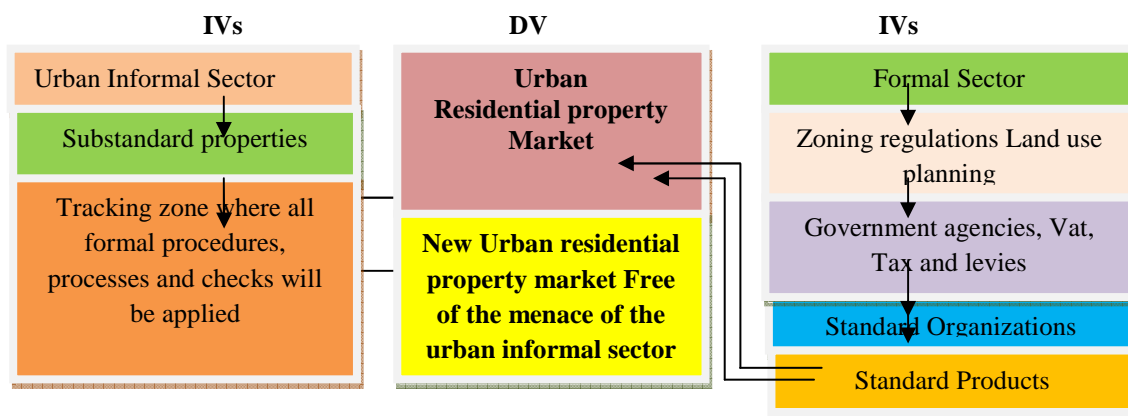 IVs
Urban Informal Sector
Substandard properties
Tracking zone where all
formal procedures,
processes and checks will
be applied
DV
Urban
Residential property
Market
New Urban residential
property market Free
of the menace of the
urban informal sector
IVs
Formal Sector
Zoning regulations Land use
planning
Government agencies, Vat,
Tax and levies
Standard Organizations
Standard Products